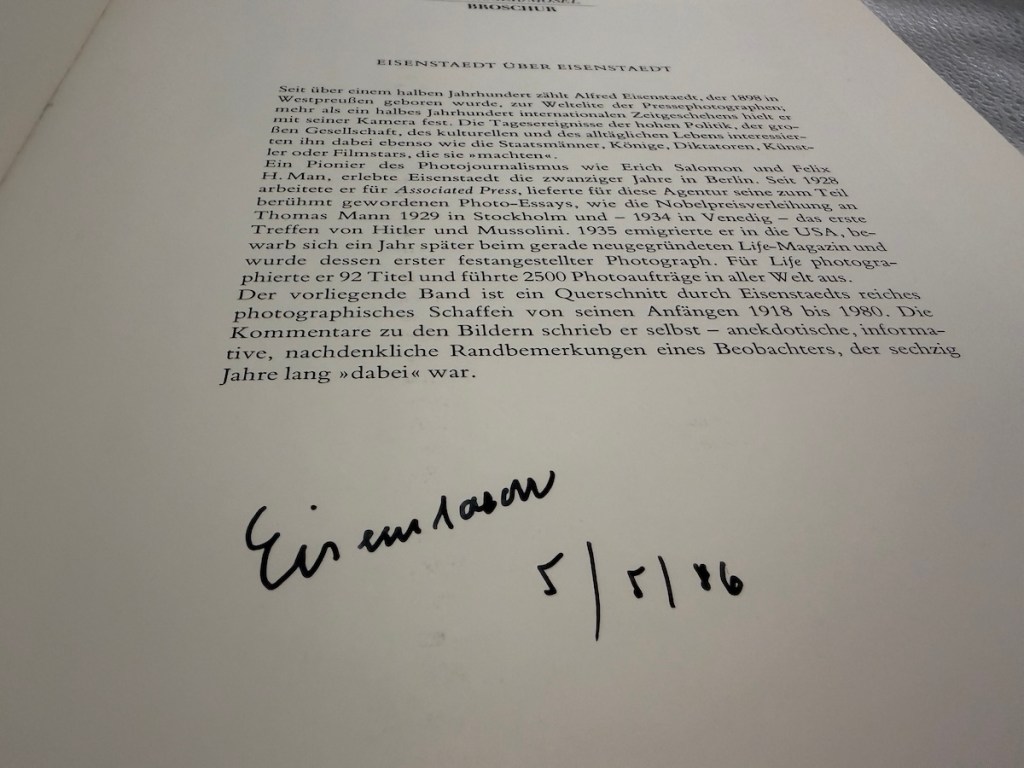 BROSCHUR
EISENSTAEDT ÜBER EISENSTAEDT
Seit über einem halben Jahrhundert zählt Alfred Eisenstaedt, der 1898 in
Westpreußen geboren wurde, zur Weltelite der Pressephotographen,
mehr als ein halbes Jahrhundert internationalen Zeitgeschehens hielt er
mit seiner Kamera fest. Die Tagesereignisse der hohen Politik, der gro-
ßen Gesellschaft, des kulturellen und des alltäglichen Lebens interessier-
ten ihn dabei ebenso wie die Staatsmänner, Könige, Diktatoren, Künst-
ler oder Filmstars, die sie »machten«.
Ein Pionier des Photojournalismus wie Erich Salomon und Felix
H. Man, erlebte Eisenstaedt die zwanziger Jahre in Berlin. Seit 1928
arbeitete er für Associated Press, lieferte für diese Agentur seine zum Teil
berühmt gewordenen Photo-Essays, wie die Nobelpreisverleihung an
Thomas Mann 1929 in Stockholm und – 1934 in Venedig – das erste
Treffen von Hitler und Mussolini. 1935 emigrierte er in die USA, be-
warb sich ein Jahr später beim gerade neugegründeten Life-Magazin und
wurde dessen erster festangestellter Photograph. Für Life photogra-
phierte er 92 Titel und führte 2500 Photoaufträge in aller Welt aus.
Der vorliegende Band ist ein Querschnitt durch Eisenstaedts reiches
photographisches Schaffen von seinen Anfängen 1918 bis 1980. Die
Kommentare zu den Bildern schrieb er selbst – anekdotische, informa-
tive, nachdenkliche Randbemerkungen eines Beobachters, der sechzig
Jahre lang »dabei« war.
5/5/86